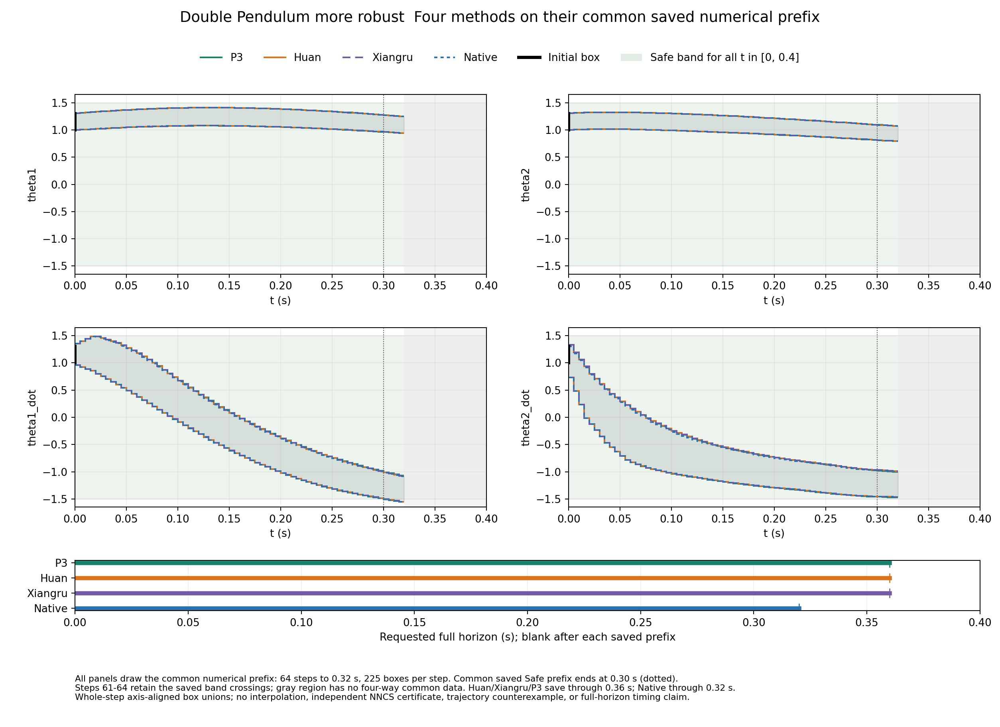 Double Pendulum more robust  Four methods on their common saved numerical prefix
P3 Huan Xiangru Native Initial box Safe band for all t in [0, 0.4]
theta1
1.5
1.0
0.5
0.0
−0.5
−1.0
−1.5
0.00 0.05 0.10 0.15 0.20 0.25 0.30 0.35 0.40
t (s)
theta2
1.5
1.0
0.5
0.0
−0.5
−1.0
−1.5
0.00 0.05 0.10 0.15 0.20 0.25 0.30 0.35 0.40
t (s)
theta1_dot
1.5
1.0
0.5
0.0
−0.5
−1.0
−1.5
0.00 0.05 0.10 0.15 0.20 0.25 0.30 0.35 0.40
t (s)
theta2_dot
1.5
1.0
0.5
0.0
−0.5
−1.0
−1.5
0.00 0.05 0.10 0.15 0.20 0.25 0.30 0.35 0.40
t (s)
P3
Huan
Xiangru
Native
0.00 0.05 0.10 0.15 0.20 0.25 0.30 0.35 0.40
Requested full horizon (s); blank after each saved prefix
All panels draw the common numerical prefix: 64 steps to 0.32 s, 225 boxes per step. Common saved Safe prefix ends at 0.30 s (dotted).
Steps 61-64 retain the saved band crossings; gray region has no four-way common data. Huan/Xiangru/P3 save through 0.36 s; Native through 0.32 s.
Whole-step axis-aligned box unions; no interpolation, independent NNCS certificate, trajectory counterexample, or full-horizon timing claim.